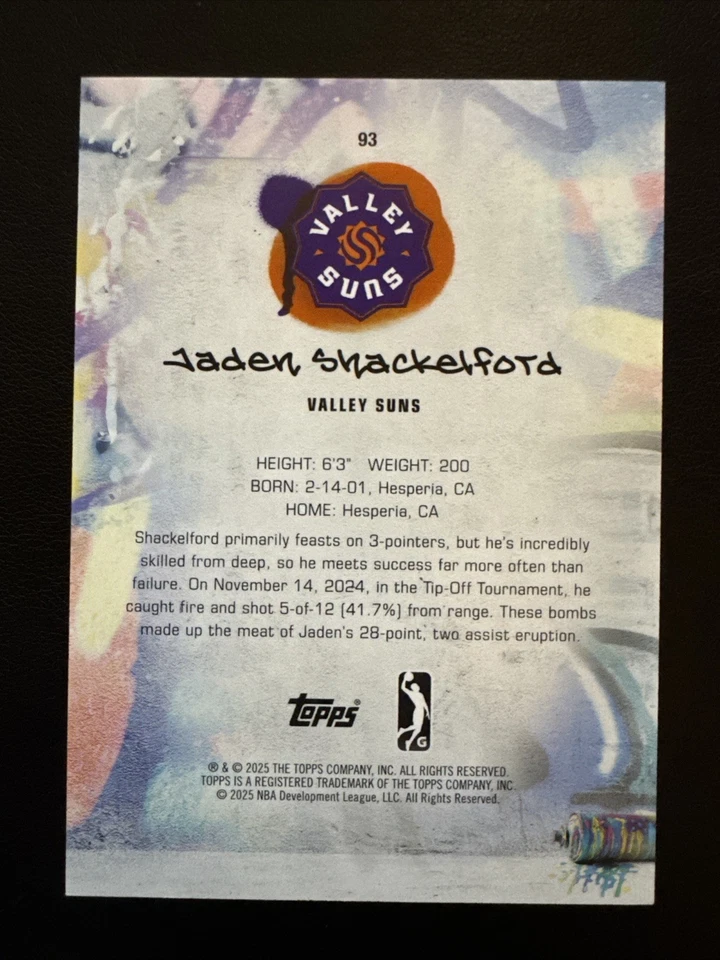 93
VALLEY
SUNS
Jaden Shackelford
VALLEY SUNS
HEIGHT: 6'3" WEIGHT: 200
BORN: 2-14-01, Hesperia, CA
HOME: Hesperia, CA
Shackelford primarily feasts on 3-pointers, but he's incredibly
skilled from deep, so he meets success far more often than
failure. On November 14, 2024, in the Tip-Off Tournament, he
caught fire and shot 5-of-12 (41.7%) from range. These bombs
made up the meat of Jaden's 28-point, two assist eruption.
Topps®
G
® & © 2025 THE TOPPS COMPANY, INC. ALL RIGHTS RESERVED.
TOPPS IS A REGISTERED TRADEMARK OF THE TOPPS COMPANY, INC.
© 2025 NBA Development League, LLC. All Rights Reserved.